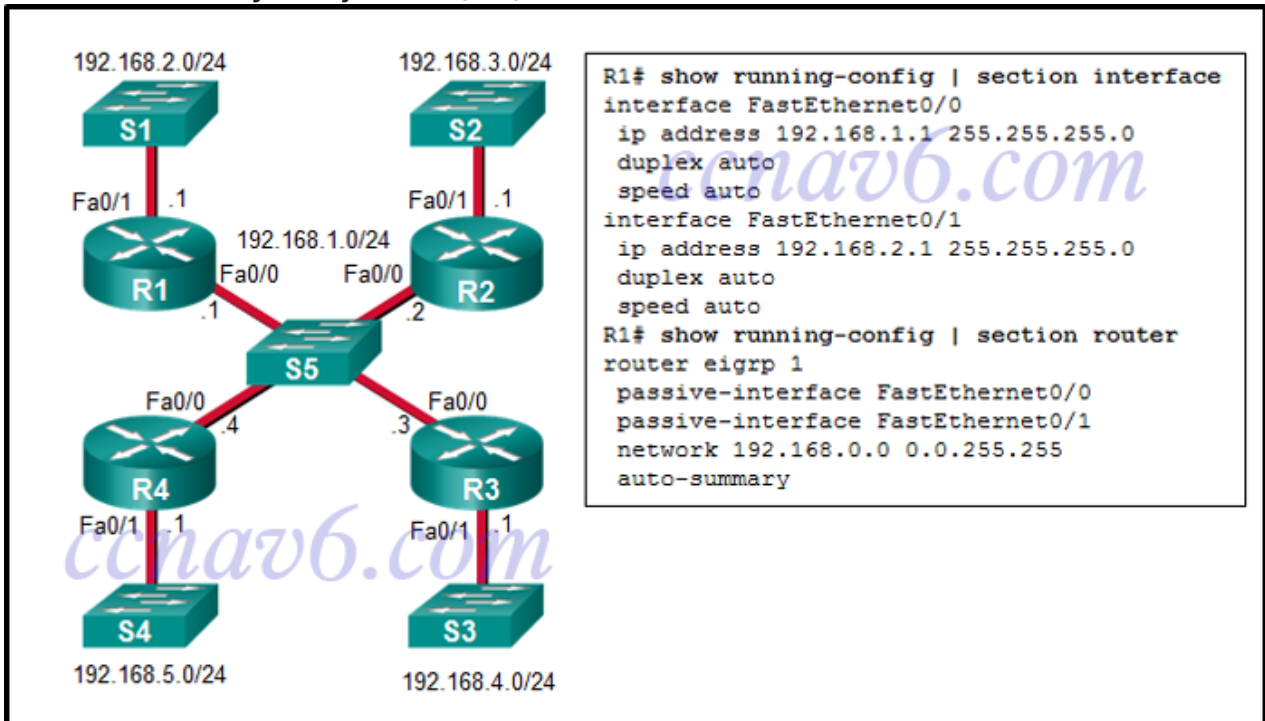 192.168.2.0/24
192.168.3.0/24
S1
S2
Fa0/1 .1
Fa0/1 .1
192.168.1.0/24
R1
Fa0/0
Fa0/0
R2
.1
.2
S5
Fa0/0
Fa0/0
.4
.3
R4
R3
Fa0/1 .1
Fa0/1 .1
ccnav6.com
S4
S3
192.168.5.0/24
192.168.4.0/24
R1# show running-config | section interface
interface FastEthernet0/0
ip address 192.168.1.1 255.255.255.0
duplex auto
speed auto
ccnav6.com
interface FastEthernet0/1
ip address 192.168.2.1 255.255.255.0
duplex auto
speed auto
R1# show running-config | section router
router eigrp 1
passive-interface FastEthernet0/0
passive-interface FastEthernet0/1
network 192.168.0.0 0.0.255.255
auto-summary